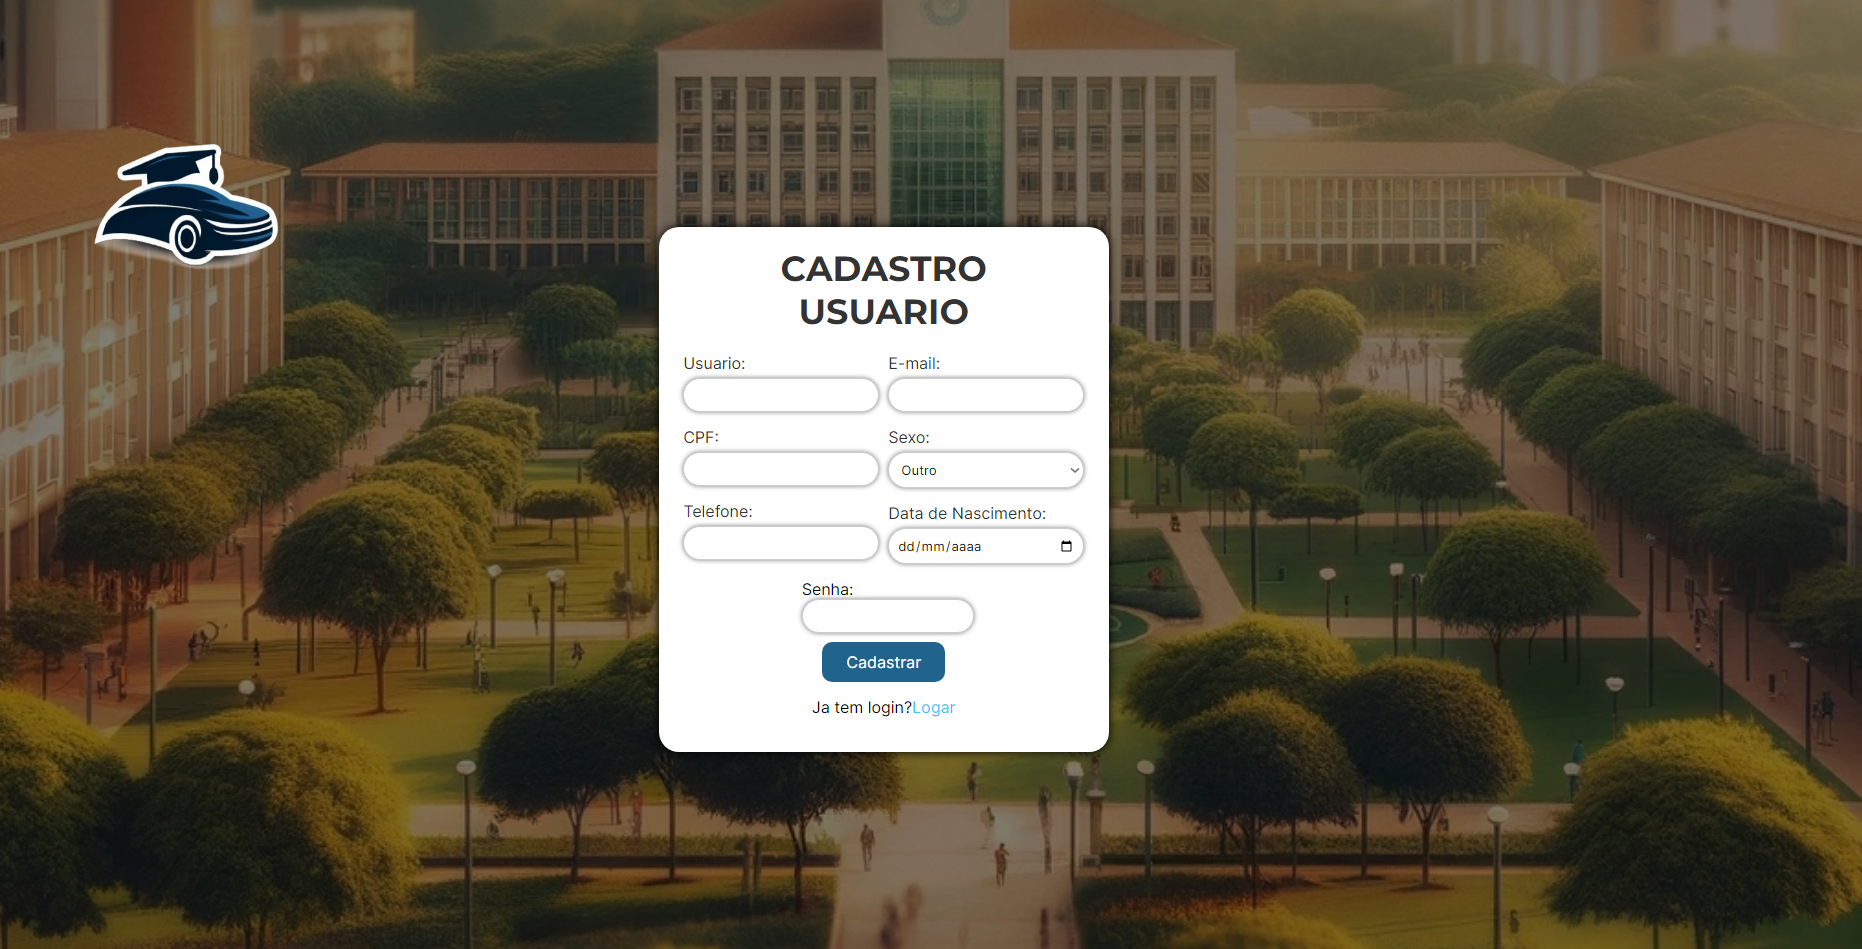 CADASTRO
USUARIO
Usuario:
E-mail:
CPF:
Sexo:
Outro
Telefone:
Data de Nascimento:
dd/mm/aaaa
Senha:
Cadastrar
Ja tem login?Logar